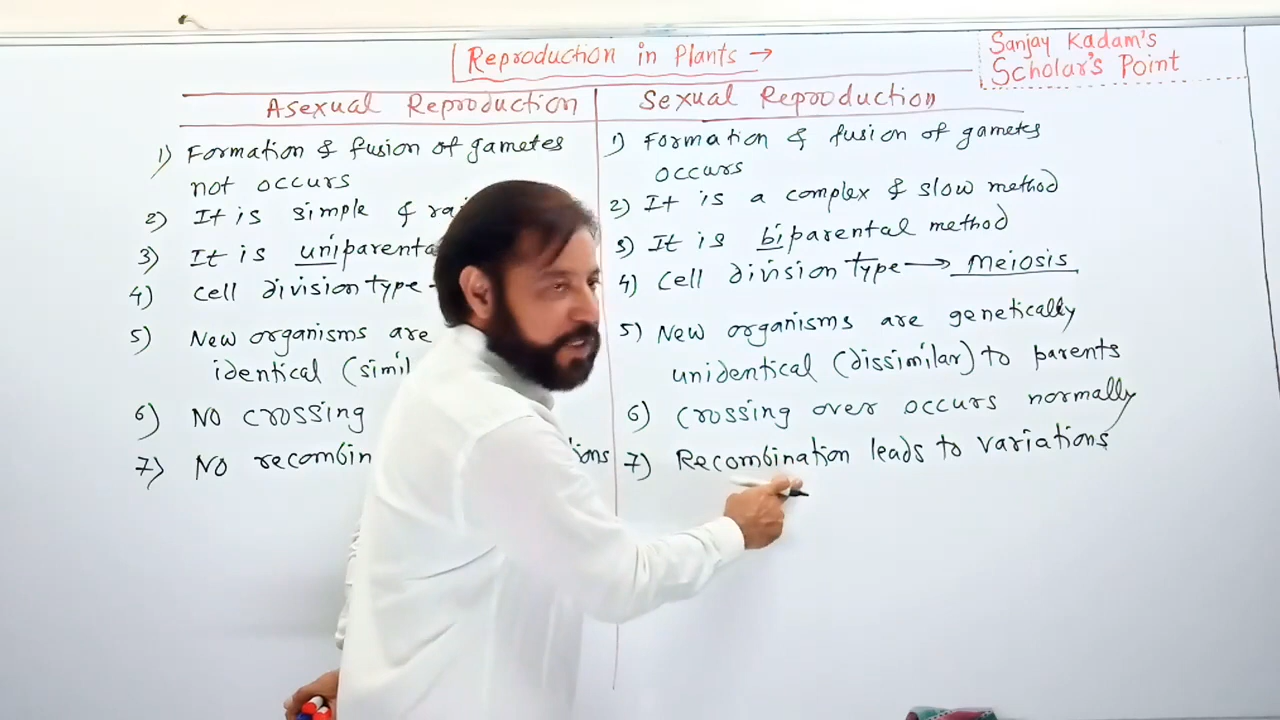 Reproduction in Plants →
Sanjay Kadam's
Scholar's Point
Asexual Reproduction
1) Formation & fusion of gametes
not occurs
2) It is simple &
3) It is uniparental
4) Cell division type
5) New organisms are
identical
6) No crossing
7) No
Sexual Reproduction
1) Formation & fusion of gametes
occurs
2) It is a complex & slow method
3) It is biparental method
4) Cell division type → Meiosis
5) New organisms are genetically
unidentical (dissimilar) to parents
6) Crossing over occurs normally
7) Recombination leads to variations